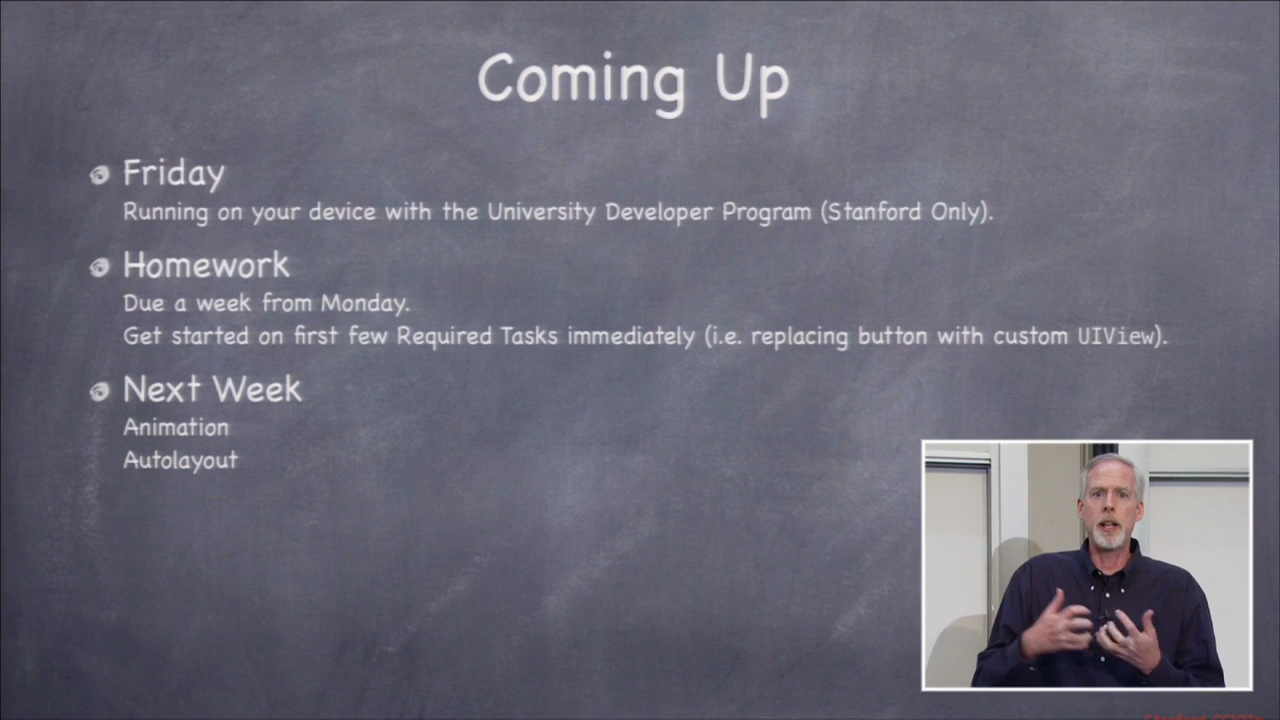 Coming Up
Friday
Running on your device with the University Developer Program (Stanford Only).
Homework
Due a week from Monday.
Get started on first few Required Tasks immediately (i.e. replacing button with custom UIView).
Next Week
Animation
Autolayout